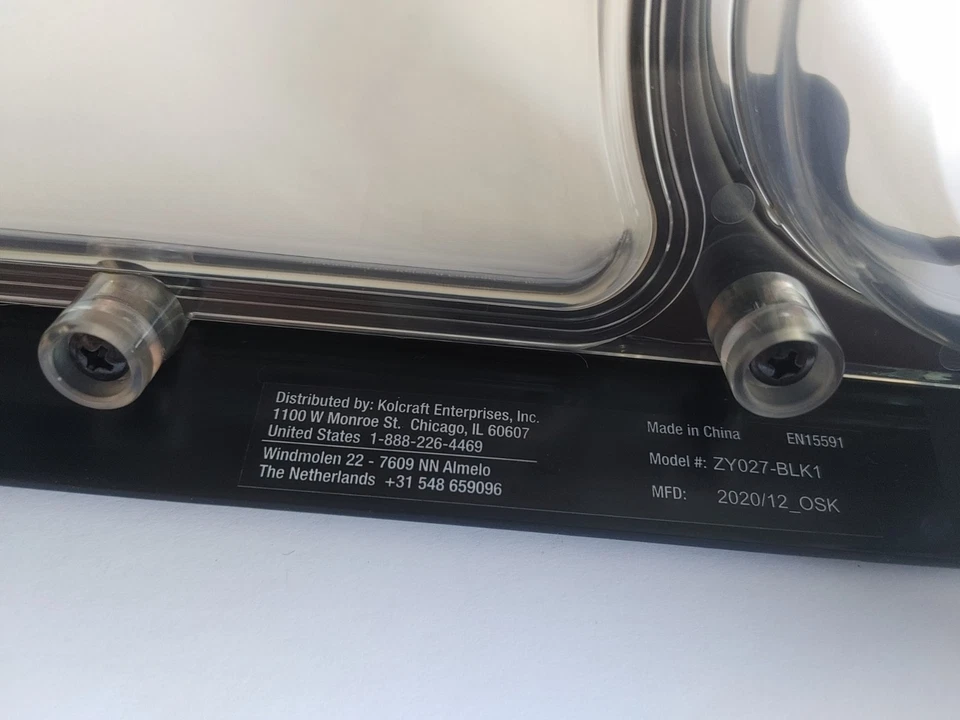 Distributed by: Kolcraft Enterprises, Inc.
1100 W Monroe St. Chicago, IL 60607
United States 1-888-226-4469
Windmolen 22 - 7609 NN Almelo
The Netherlands +31 548 659096
Made in China EN15591
Model #: ZY027-BLK1
MFD: 2020/12_OSK